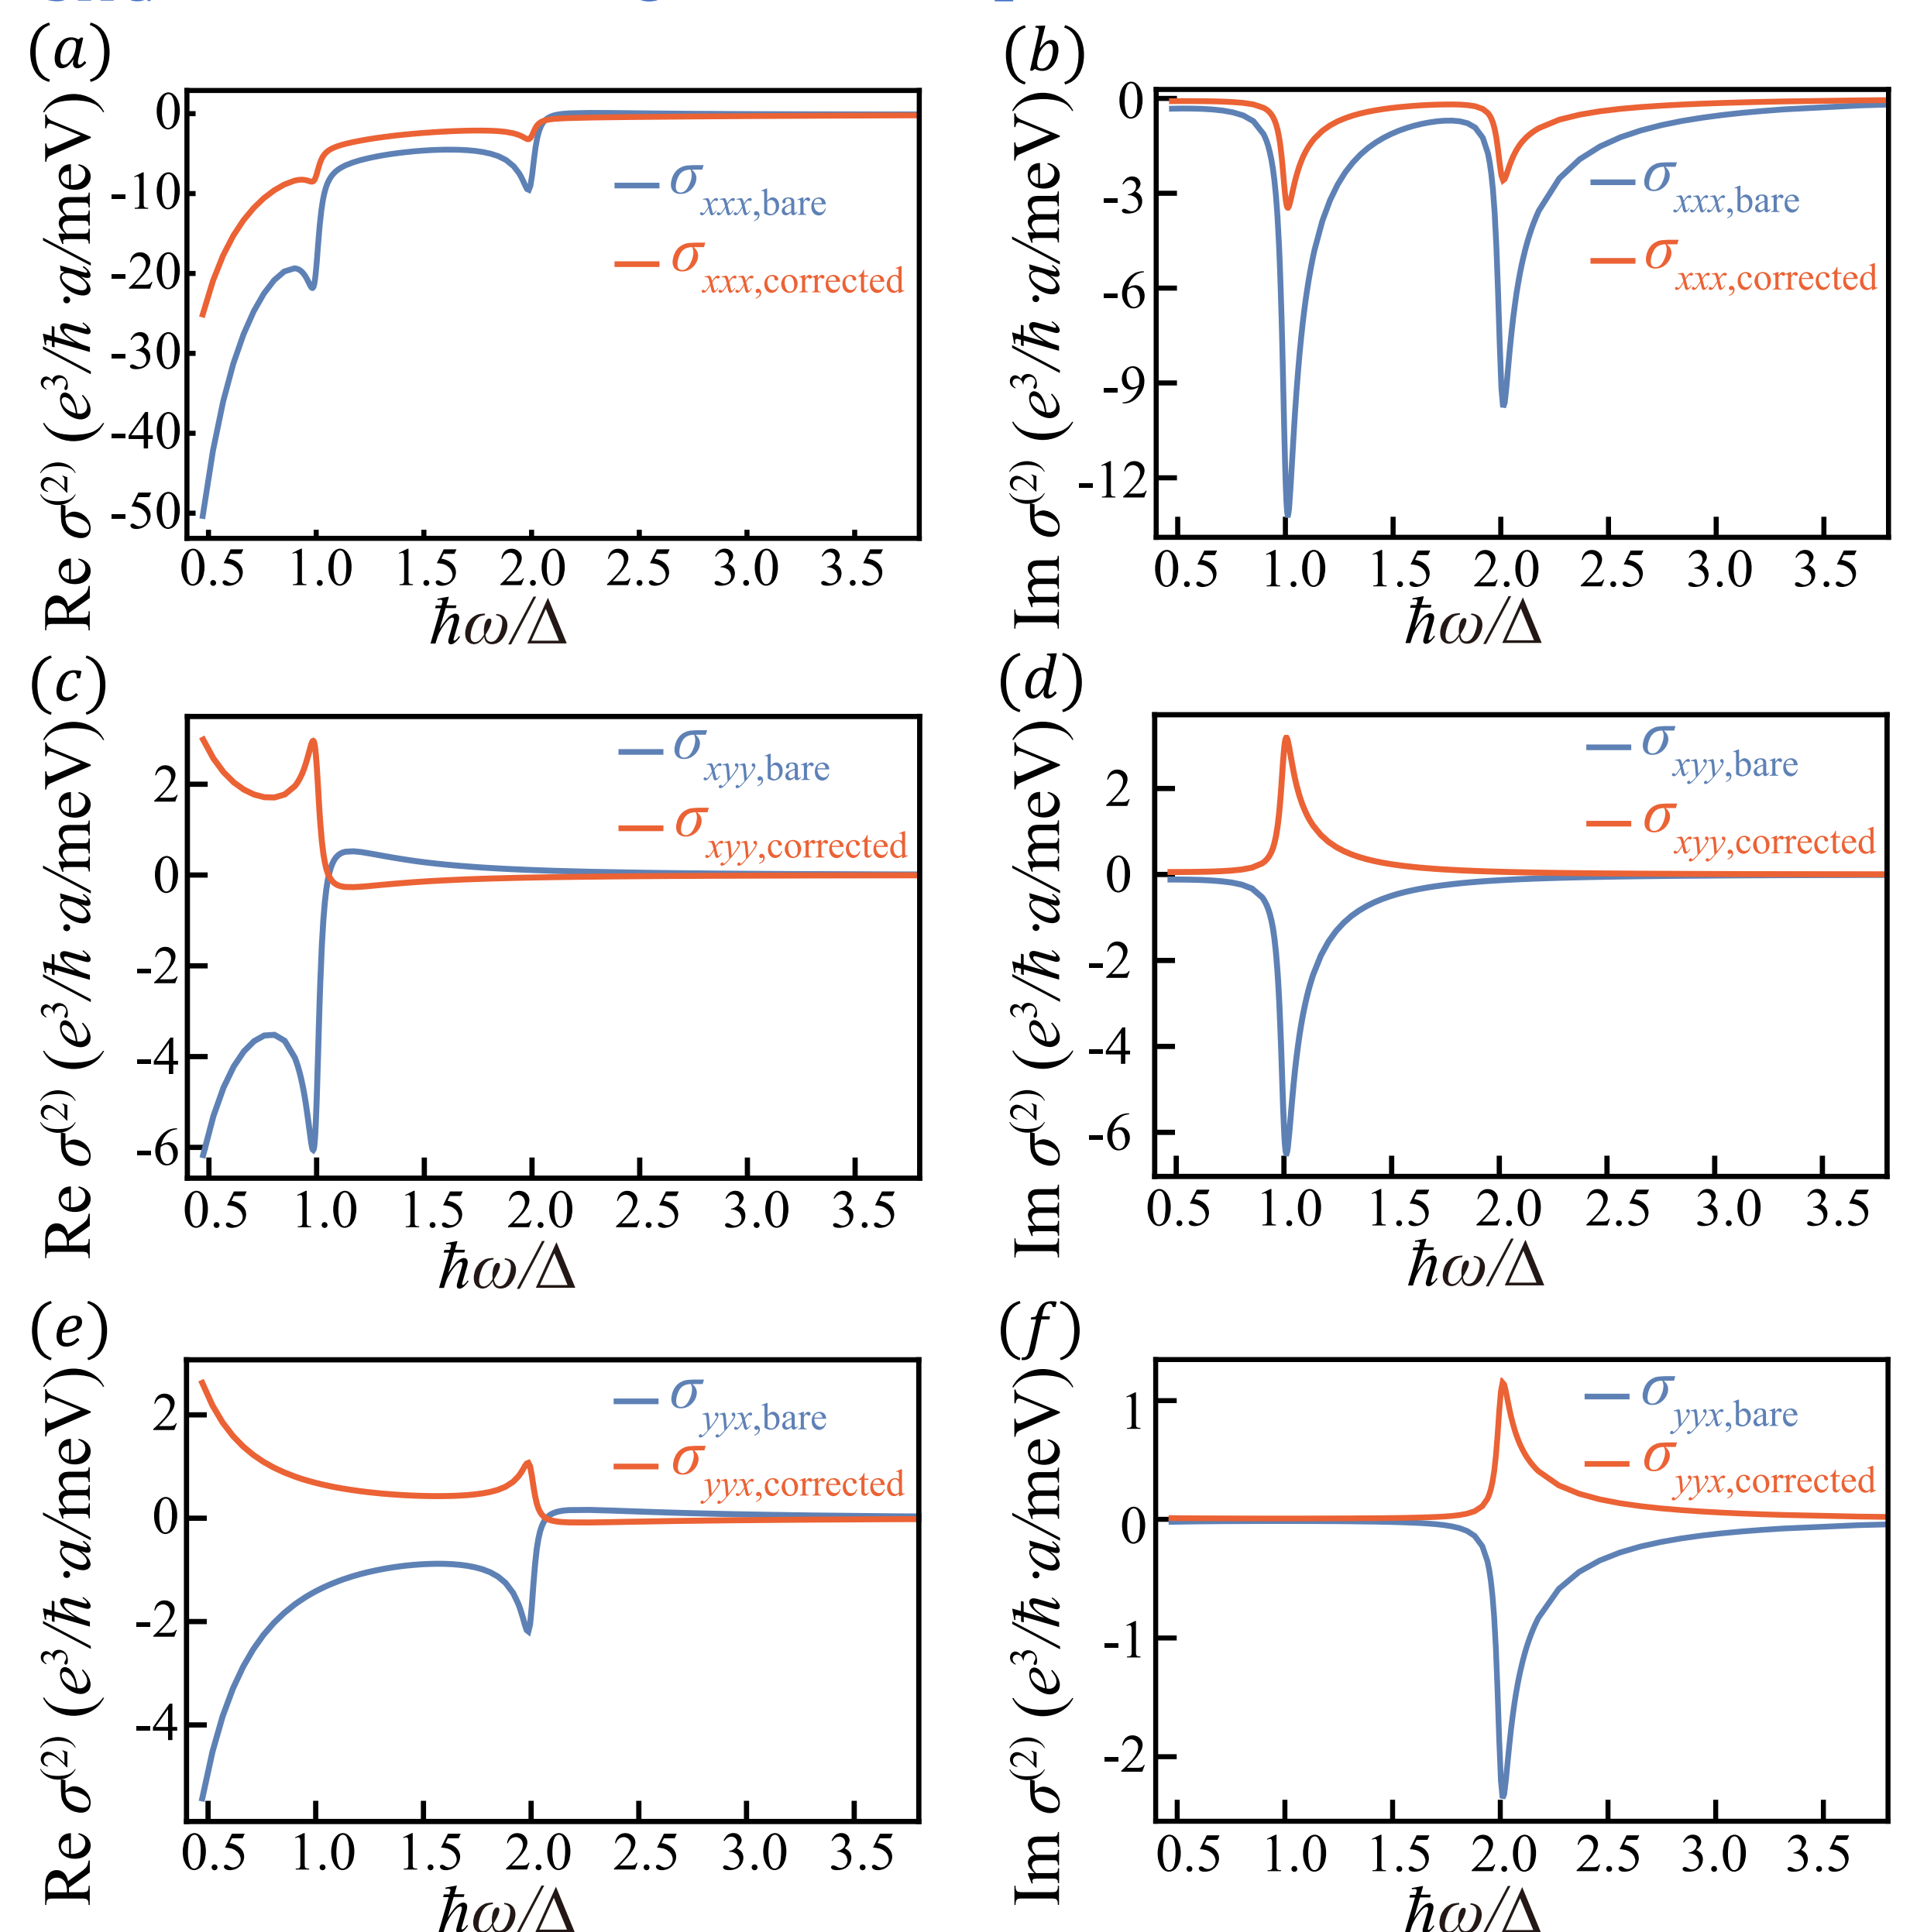 (a)
Re σ(2) (e3/ħ ·a/meV)
0
-10
-20
-30
-40
-50
σxxx,bare
σxxx,corrected
0.5 1.0 1.5 2.0 2.5 3.0 3.5
ħω/Δ
(b)
Im σ(2) (e3/ħ ·a/meV)
0
-3
-6
-9
-12
σxxx,bare
σxxx,corrected
0.5 1.0 1.5 2.0 2.5 3.0 3.5
ħω/Δ
(c)
Re σ(2) (e3/ħ ·a/meV)
2
0
-2
-4
-6
σxyy,bare
σxyy,corrected
0.5 1.0 1.5 2.0 2.5 3.0 3.5
ħω/Δ
(d)
Im σ(2) (e3/ħ ·a/meV)
2
0
-2
-4
-6
σxyy,bare
σxyy,corrected
0.5 1.0 1.5 2.0 2.5 3.0 3.5
ħω/Δ
(e)
Re σ(2) (e3/ħ ·a/meV)
2
0
-2
-4
σyyx,bare
σyyx,corrected
0.5 1.0 1.5 2.0 2.5 3.0 3.5
ħω/Δ
(f)
Im σ(2) (e3/ħ ·a/meV)
1
0
-1
-2
σyyx,bare
σyyx,corrected
0.5 1.0 1.5 2.0 2.5 3.0 3.5
ħω/Δ